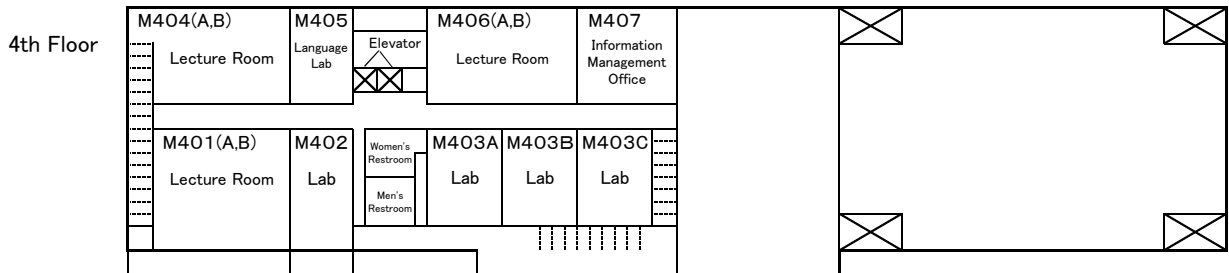 4th Floor
M404(A,B)
Lecture Room
M405
Language
Lab
Elevator
M406(A,B)
Lecture Room
M407
Information
Management
Office
M401(A,B)
Lecture Room
M402
Lab
Women's
Restroom
Men's
Restroom
M403A
Lab
M403B
Lab
M403C
Lab